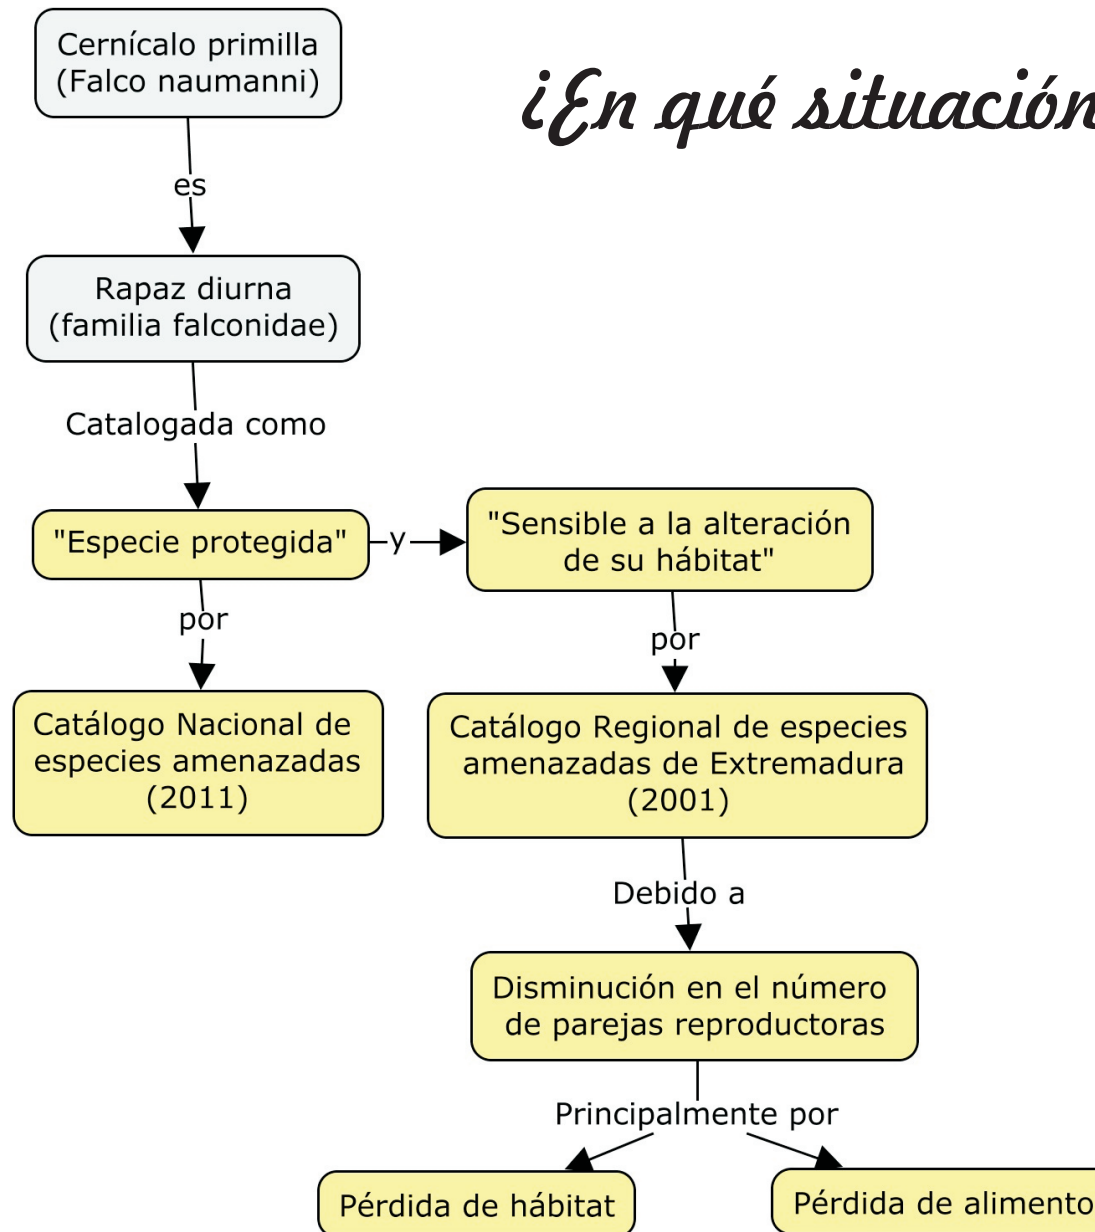 Cernícalo primilla
(Falco naumanni)
¿En qué situación
es
Rapaz diurna
(familia falconidae)
Catalogada como
"Especie protegida"
y
"Sensible a la alteración
de su hábitat"
por
por
Catálogo Nacional de
especies amenazadas
(2011)
Catálogo Regional de especies
amenazadas de Extremadura
(2001)
Debido a
Disminución en el número
de parejas reproductoras
Principalmente por
Pérdida de hábitat
Pérdida de alimento